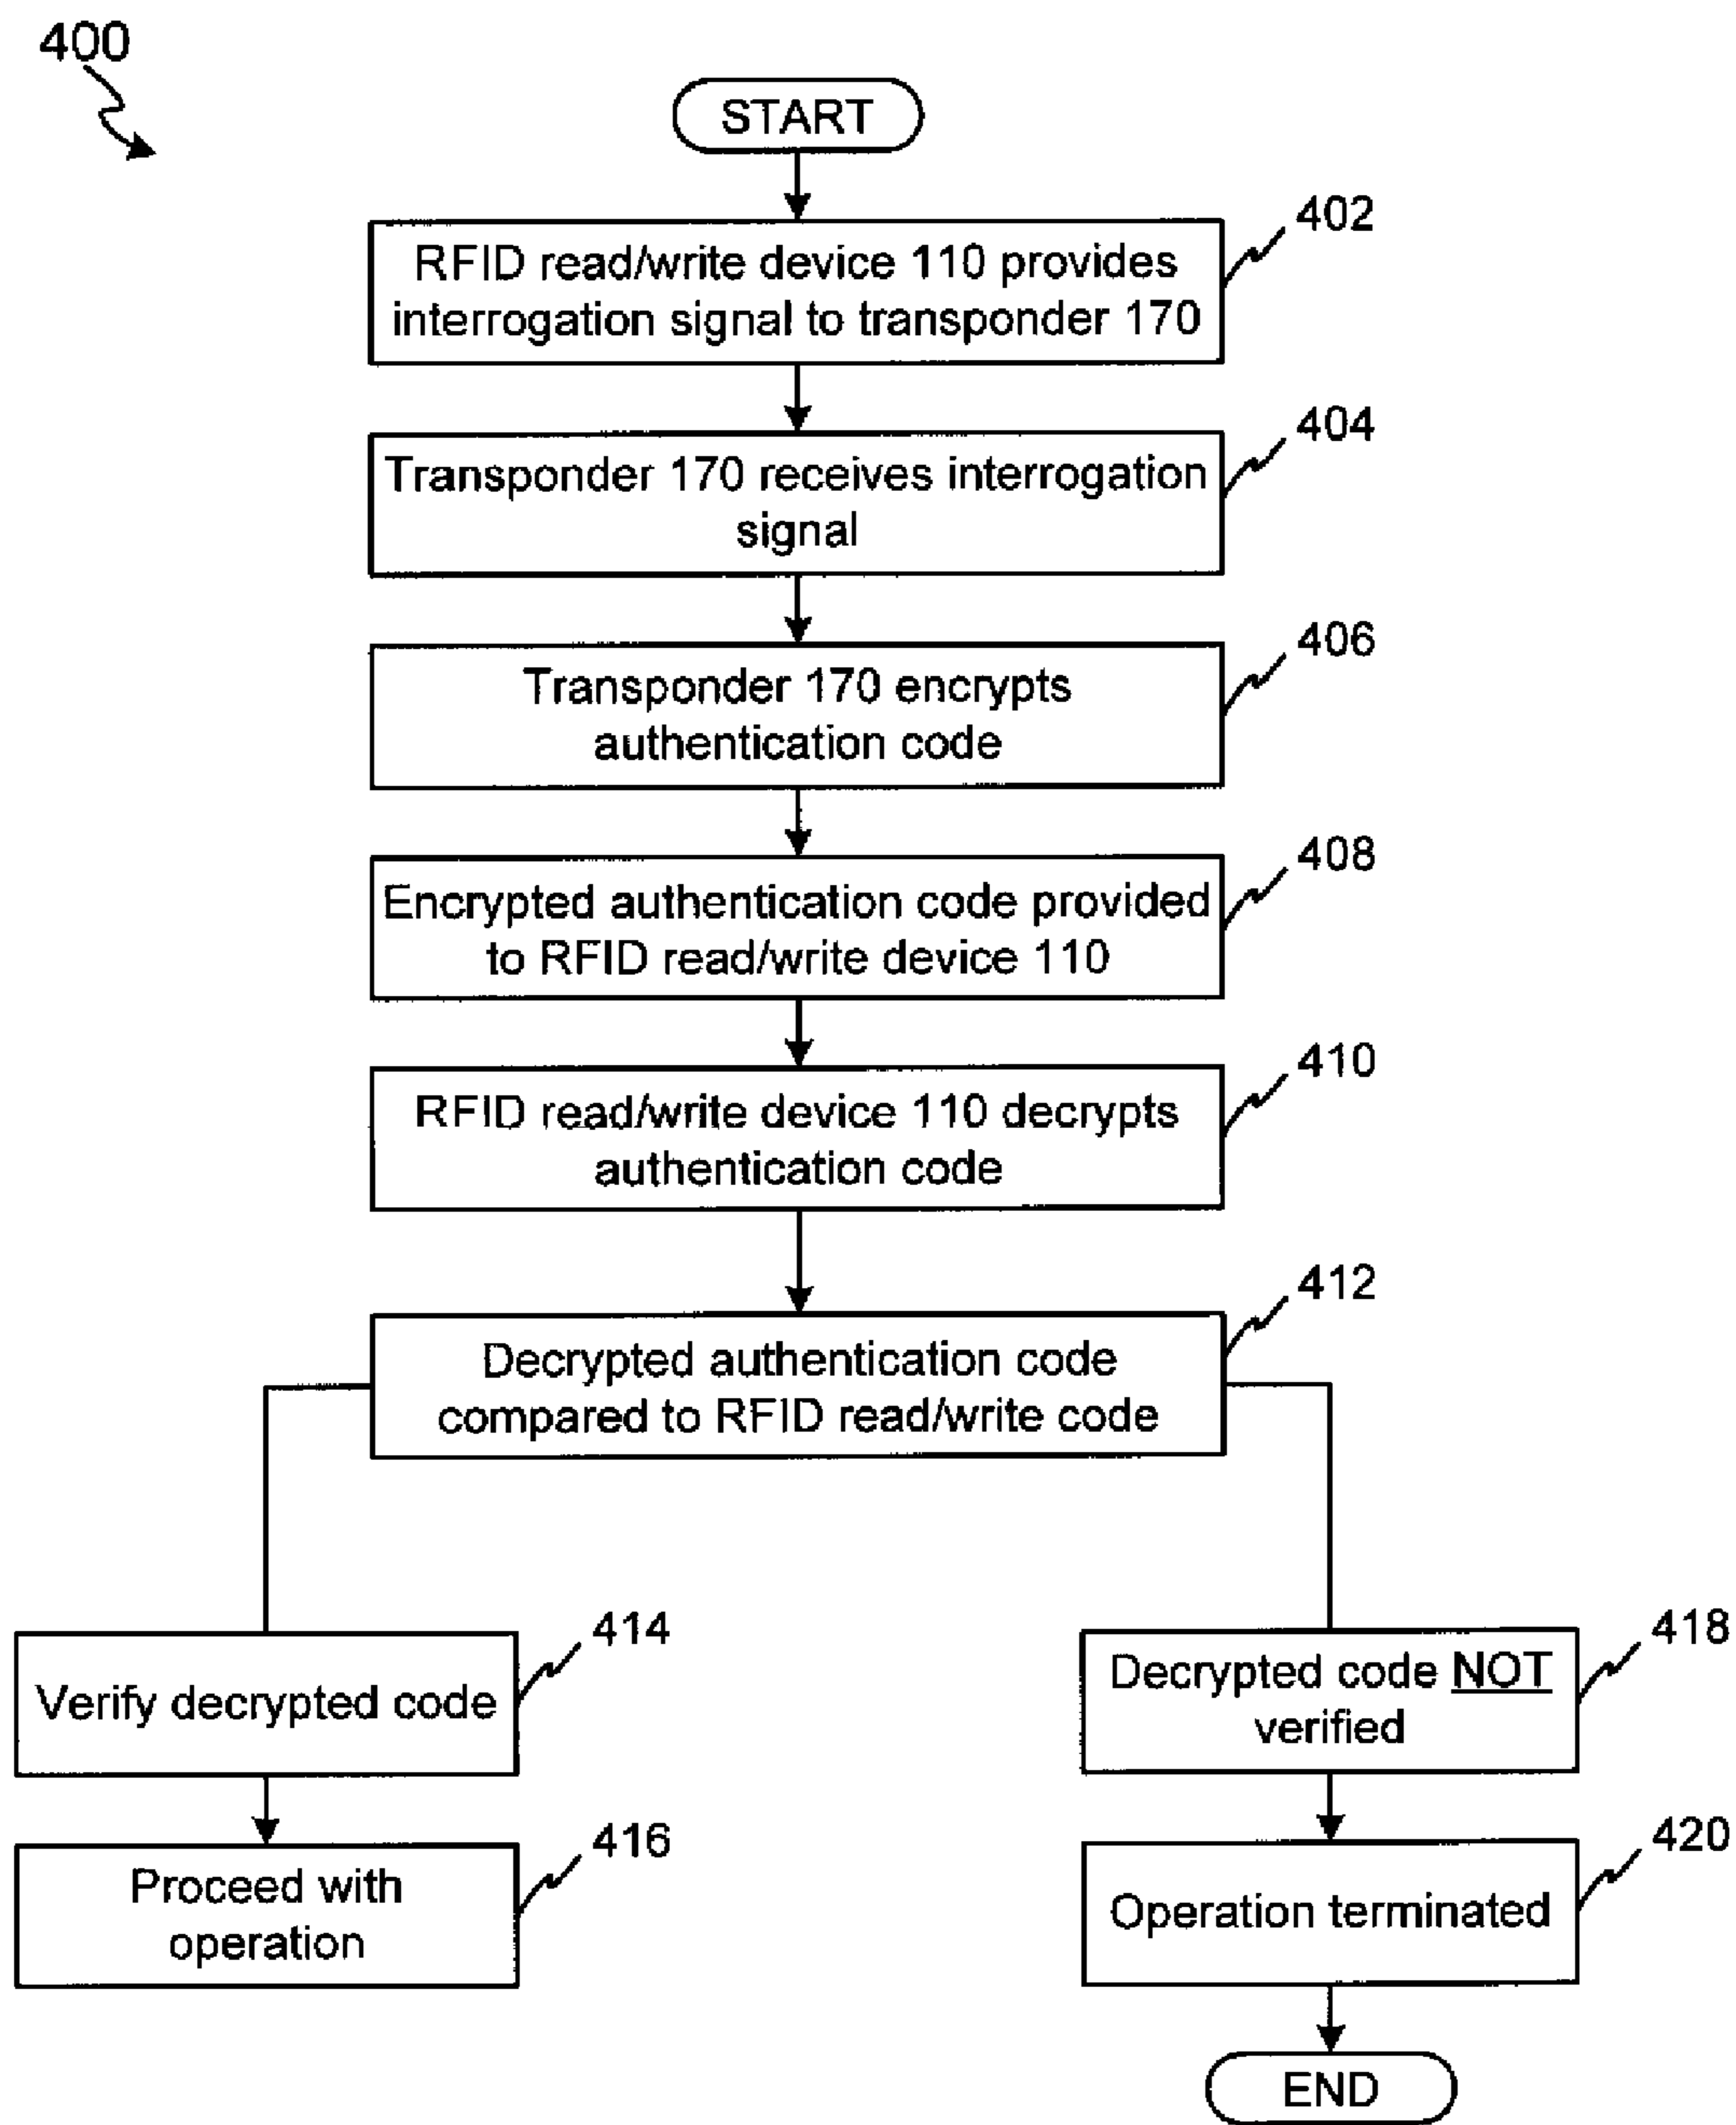 400
START
402
RFID read/write device 110 provides
interrogation signal to transponder 170
404
Transponder 170 receives interrogation
signal
406
Transponder 170 encrypts
authentication code
408
Encrypted authentication code provided
to RFID read/write device 110
410
RFID read/write device 110 decrypts
authentication code
412
Decrypted authentication code
compared to RFID read/write code
414
Verify decrypted code
416
Proceed with
operation
418
Decrypted code NOT
verified
420
Operation terminated
END